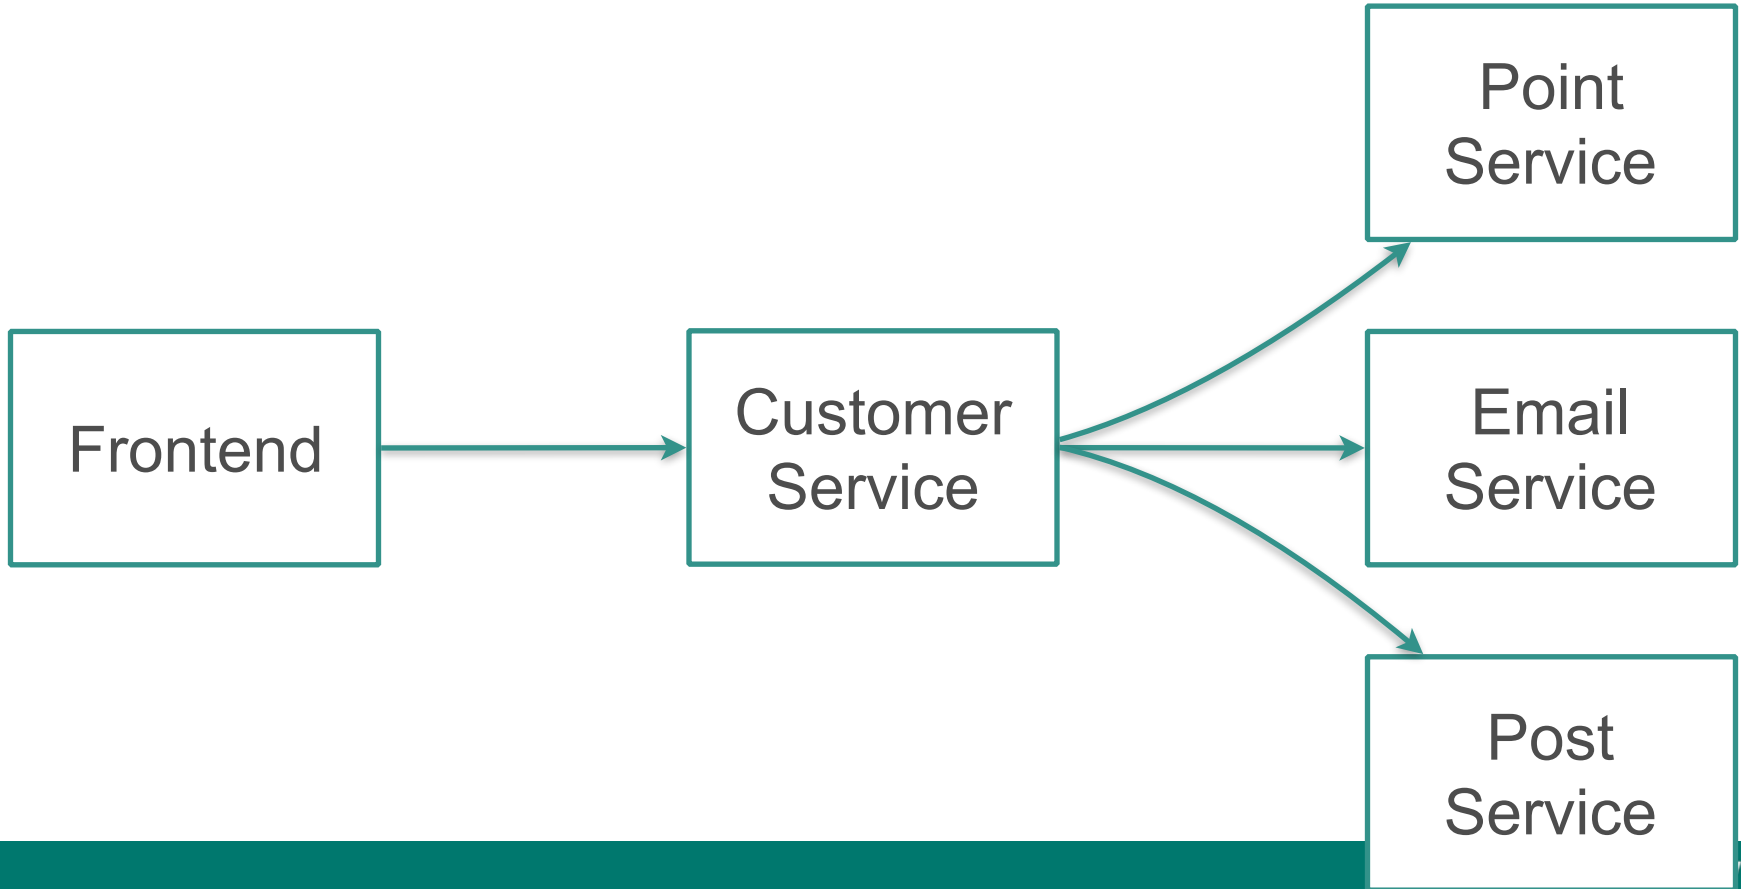 Point
Service
Frontend
Customer
Service
Email
Service
Post
Service